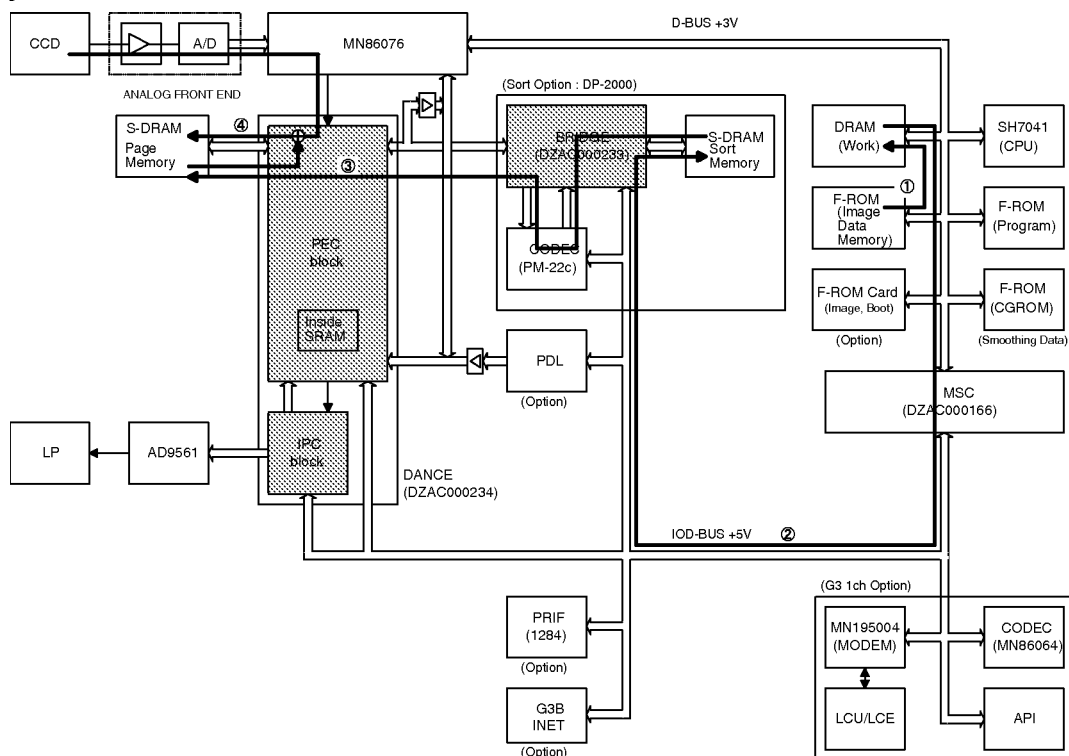 D-BUS +3V
CCD
A/D
MN86076
ANALOG FRONT END
(Sort Option : DP-2000)
④
S-DRAM
Page
Memory
③
BRIDGE
(DZAC000233)
S-DRAM
Sort
Memory
DRAM
(Work)
SH7041
(CPU)
①
F-ROM
(Image
Data
Memory)
F-ROM
(Program)
PEC
block
CODEC
(PM-22c)
F-ROM Card
(Image, Boot)
(Option)
F-ROM
(CGROM)
(Smoothing Data)
Inside
SRAM
PDL
(Option)
MSC
(DZAC000166)
LP
AD9561
IPC
block
DANCE
(DZAC000234)
IOD-BUS +5V
②
(G3 1ch Option)
PRIF
(1284)
(Option)
MN195004
(MODEM)
CODEC
(MN86064)
G3B
INET
(Option)
LCU/LCE
API